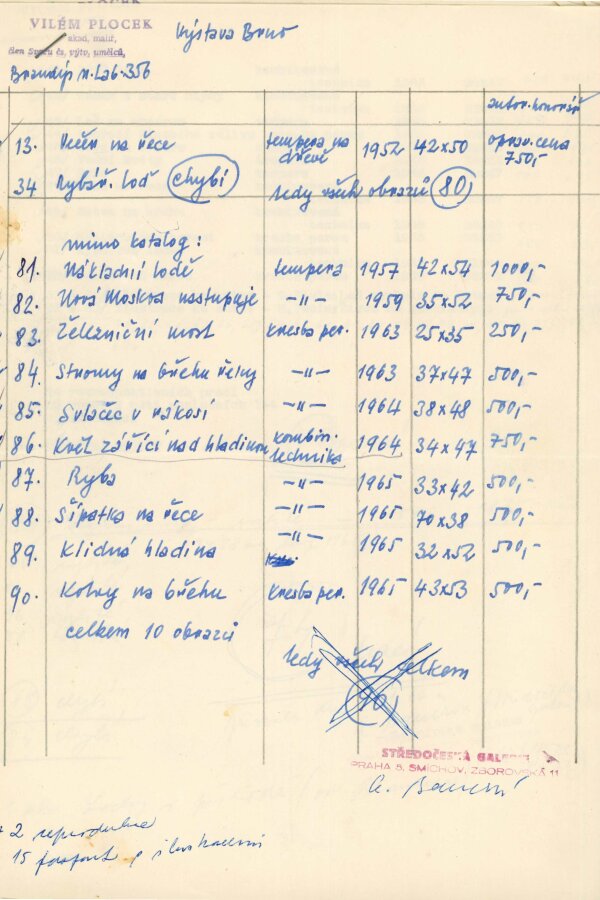 VILÉM PLOCEK
akad. malíř,
člen Svazu čs. výtv. umělců,
Výstava Brno
Brandýs n. Lab. 356
autor. honorář
13. Večer na řece tempera na dřevě 1952 42x50 oprav. cena 750,-
34 Rybář. loď chybí tedy všech obrazů 80
mimo katalog:
81. Nákladní lodě tempera 1957 42x54 1000,-
82. Nová Moskva nastupuje -"- 1959 35x52 750,-
83. Železniční most kresba per. 1963 25x35 250,-
84. Stromy na břehu řeky -"- 1963 37x47 500,-
85. Svlačec v rákosí -"- 1964 38x48 500,-
86. Květ zářící nad hladinou kombin. technika 1964 34x47 750,-
87. Ryba -"- 1965 33x42 500,-
88. Šípatka na řece -"- 1965 70x38 500,-
89. Klidná hladina -"- 1965 32x52 500,-
90. Kotvy na břehu kresba per. 1965 43x53 500,-
celkem 10 obrazů
tedy všech celkem
90
STŘEDOČESKÁ GALERIE
PRAHA 5, SMÍCHOV, ZBOROVSKÁ 11
2 reprodukce
15